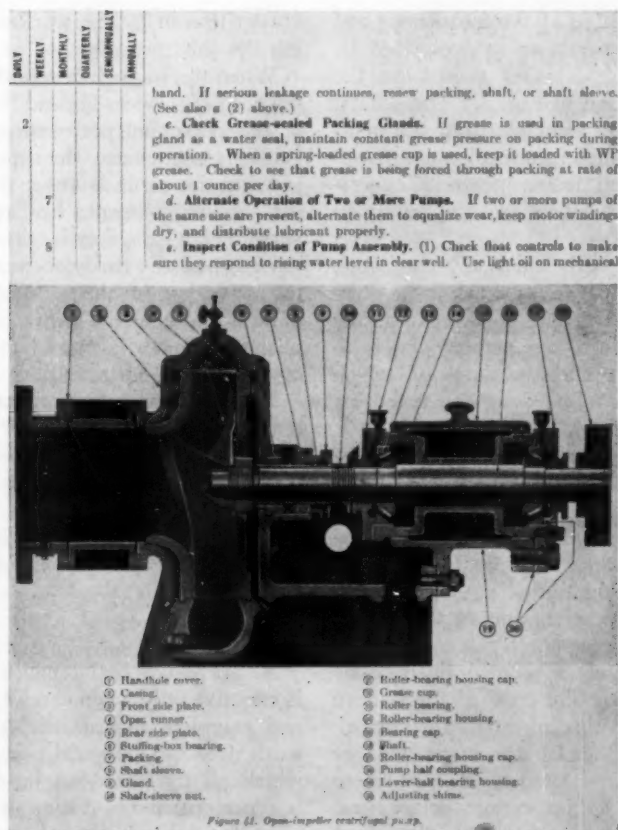 DAILY
WEEKLY
MONTHLY
QUARTERLY
SEMIANNUALLY
ANNUALLY
hand. If serious leakage continues, renew packing, shaft, or shaft sleeve.
(See also a (2) above.)
c. Check Grease-sealed Packing Glands. If grease is used in packing
gland as a water seal, maintain constant grease pressure on packing during
operation. When a spring-loaded grease cup is used, keep it loaded with WF
grease. Check to see that grease is being forced through packing at rate of
about 1 ounce per day.
7 d. Alternate Operation of Two or More Pumps. If two or more pumps of
the same size are present, alternate them to equalize wear, keep motor windings
dry, and distribute lubricant properly.
e. Inspect Condition of Pump Assembly. (1) Check float controls to make
sure they respond to rising water level in clear well. Use light oil on mechanical
11 12 13 14
19 20
1 Handhole cover.
2 Casing.
3 Front side plate.
4 Open runner.
5 Rear side plate.
6 Stuffing-box bearing.
7 Packing.
8 Shaft sleeve.
9 Gland.
10 Shaft-sleeve nut.
Roller-bearing housing cap.
Grease cup.
Roller bearing.
Roller-bearing housing.
Bearing cap.
Shaft.
Roller-bearing housing cap.
Pump half coupling.
Lower-half bearing housing.
Adjusting shims.
Figure 41. Open-impeller centrifugal pump.